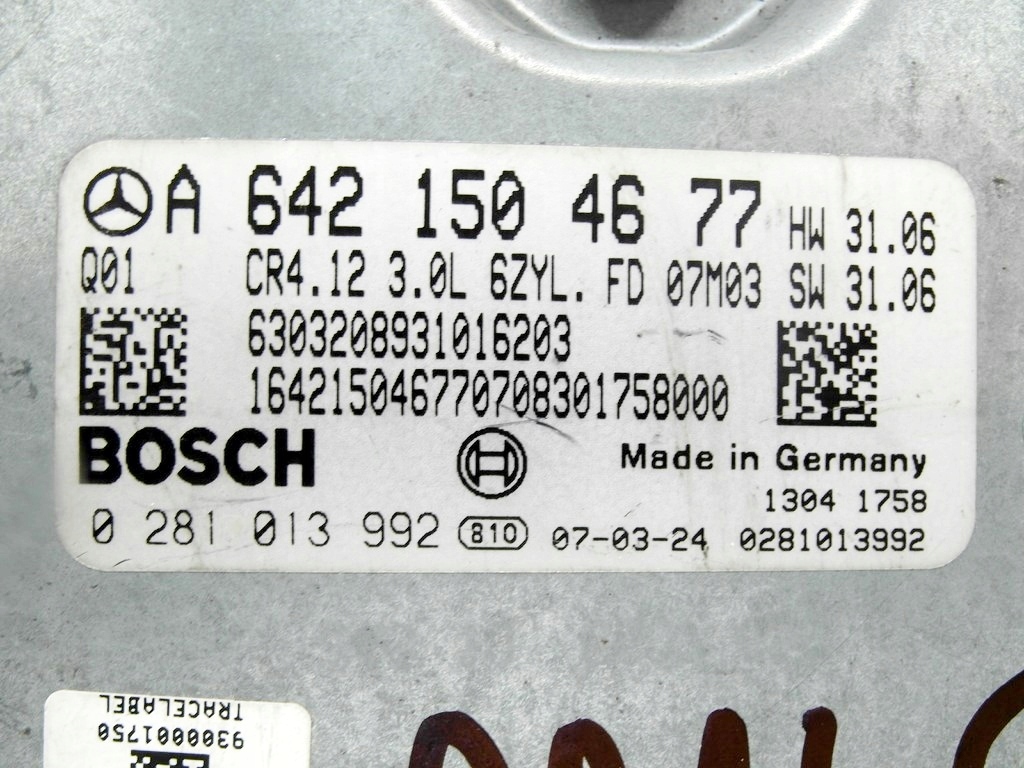 A 642 150 46 77 HW 31.06
Q01 CR4.12 3.0L 6ZYL. FD 07M03 SW 31.06
6303208931016203
164215046770708301758000
BOSCH
Made in Germany
1304 1758
0 281 013 992 810 07-03-24 0281013992
TRACELABEL
9300001750